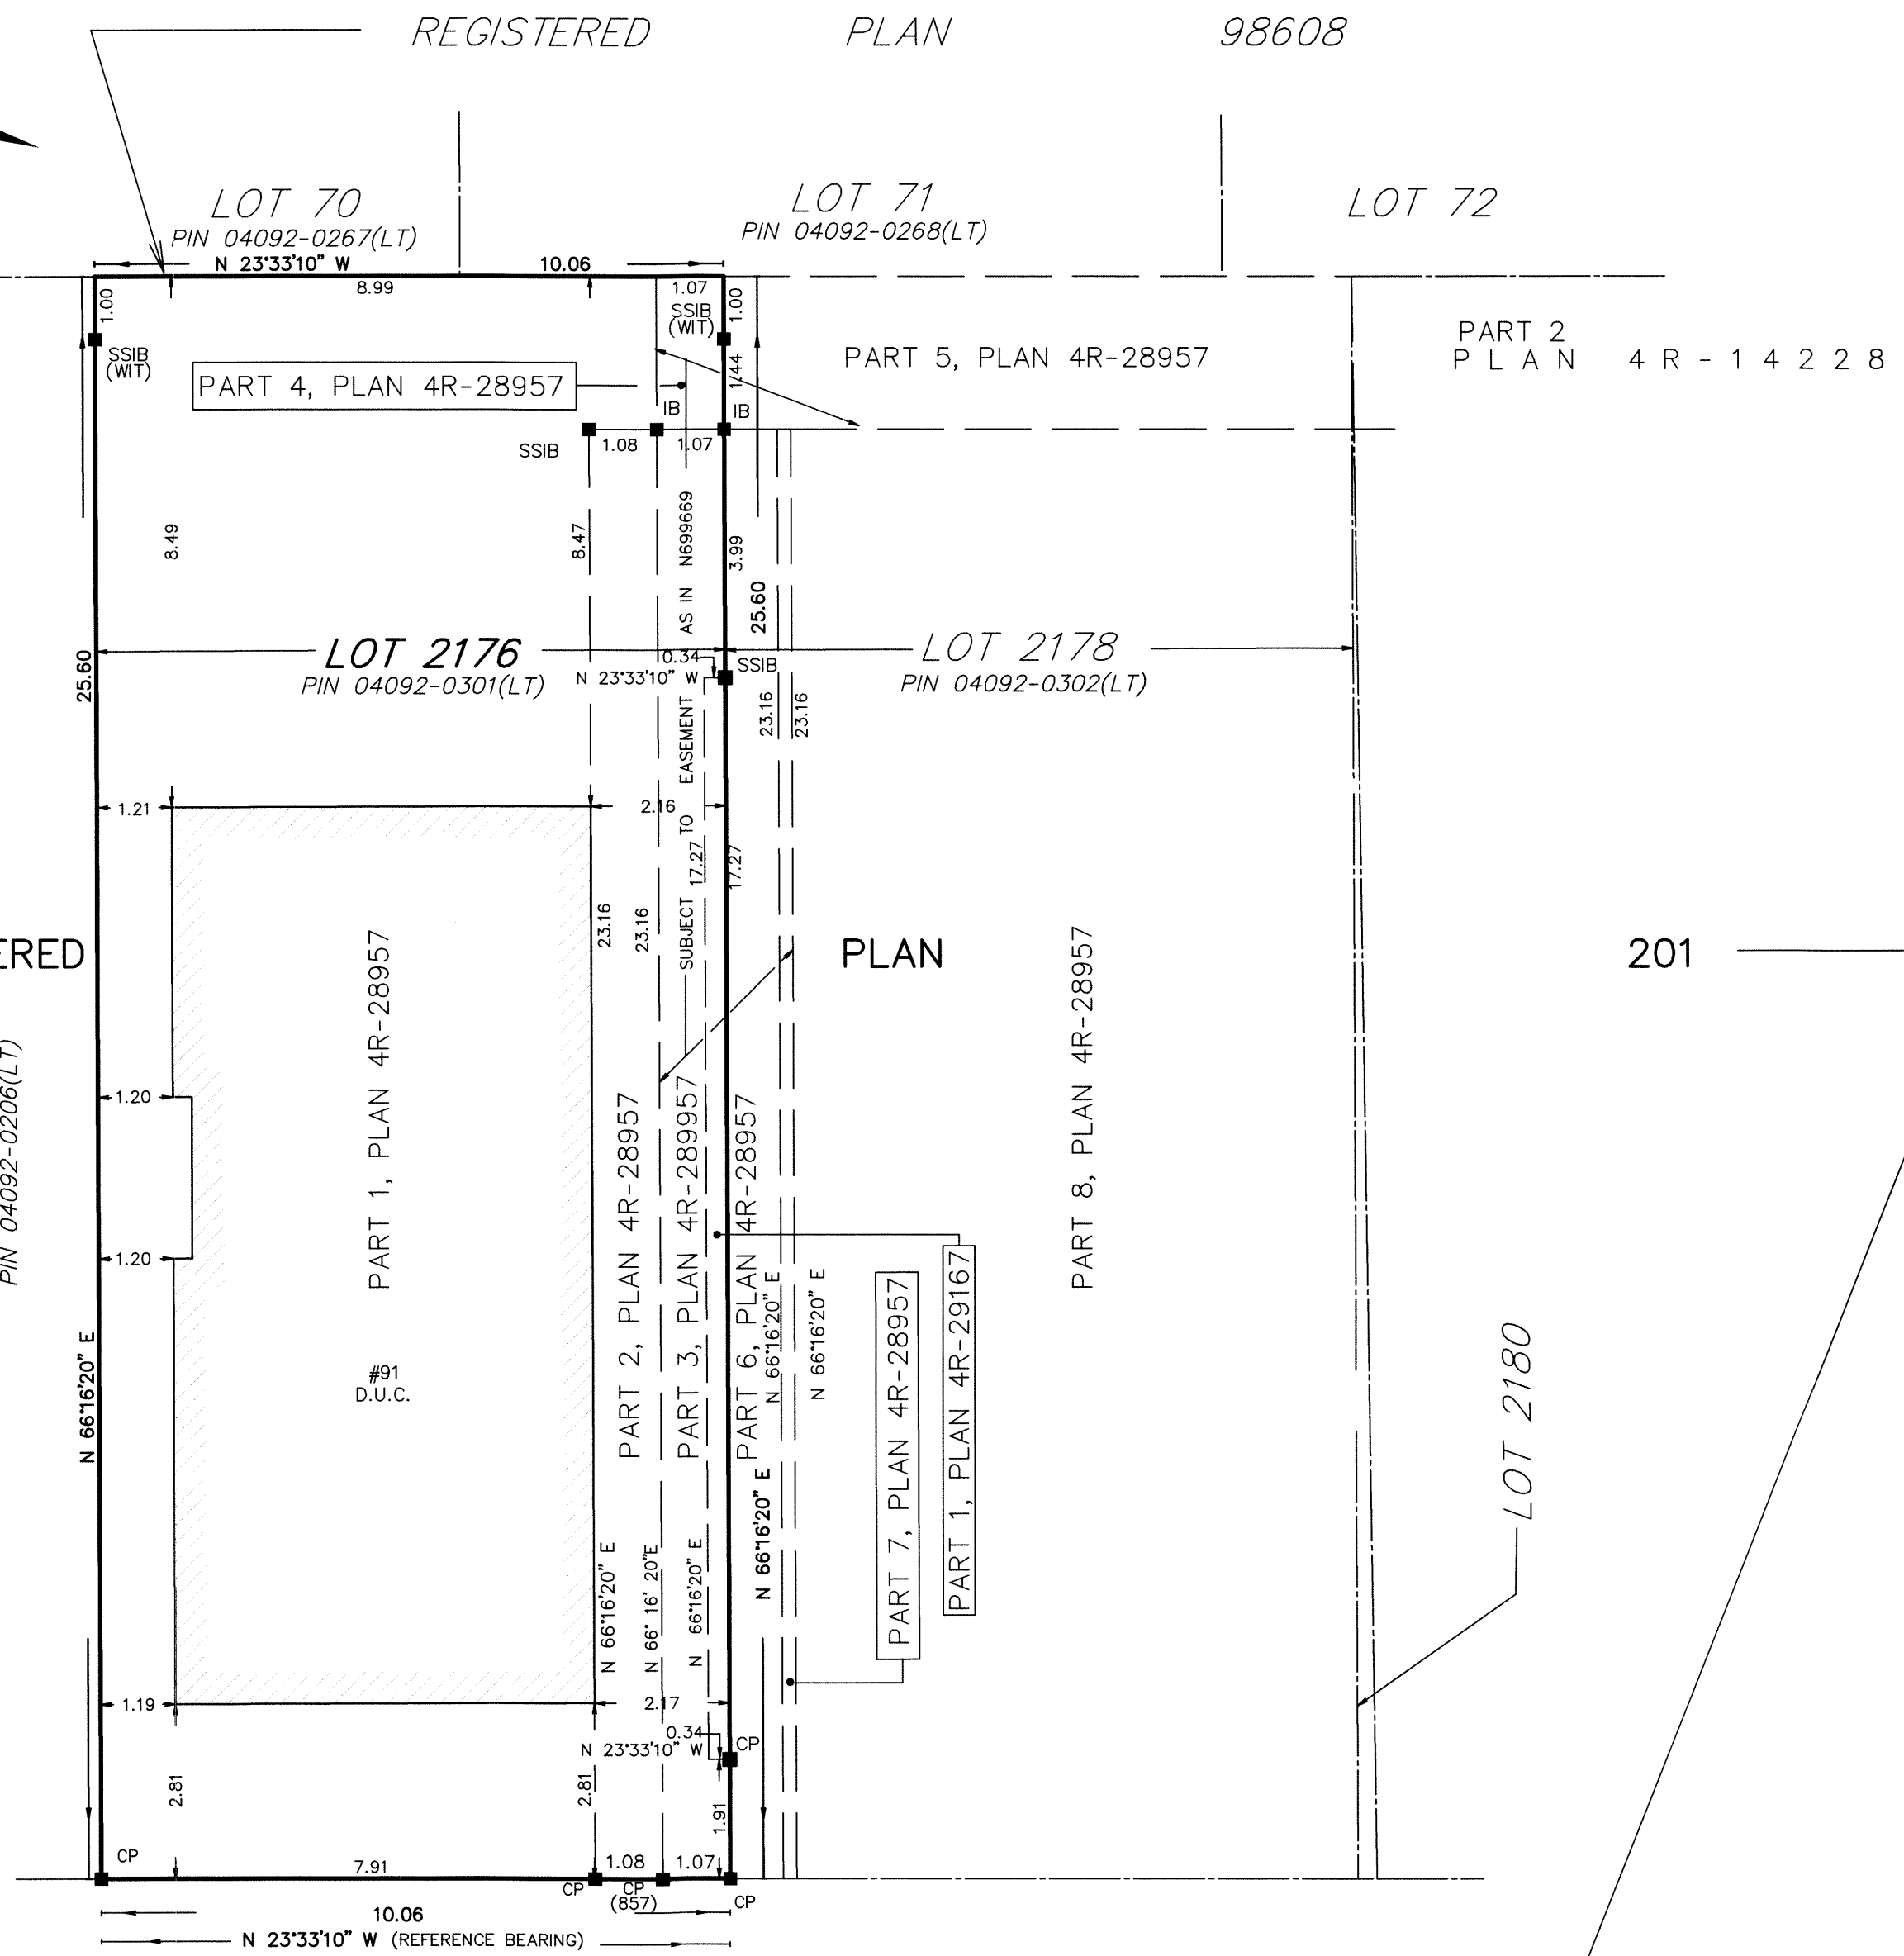 REGISTERED PLAN 98608
LOT 70
PIN 04092-0267(LT)
LOT 71
PIN 04092-0268(LT)
LOT 72
N 23°33'10" W 10.06
8.99
1.07
1.00
SSIB
(WIT)
SSIB
(WIT)
1.00
1.44
PART 4, PLAN 4R-28957
PART 5, PLAN 4R-28957
PART 2
PLAN 4R-14228
IB
IB
SSIB
1.08
1.07
8.49
8.47
3.99
25.60
25.60
LOT 2176
PIN 04092-0301(LT)
0.34
N 23°33'10" W
SSIB
LOT 2178
PIN 04092-0302(LT)
23.16
23.16
SUBJECT TO EASEMENT AS IN N699669
1.21
2.16
17.27
17.27
23.16
23.16
ERED PLAN 201
PIN 04092-0206(LT)
PART 1, PLAN 4R-28957
1.20
1.20
PART 2, PLAN 4R-28957
PART 3, PLAN 4R-289957
PART 6, PLAN 4R-28957
PART 8, PLAN 4R-28957
PART 7, PLAN 4R-28957
PART 1, PLAN 4R-29167
N 66°16'20" E
N 66°16'20" E
N 66°16'20" E
N 66°16'20" E
#91
D.U.C.
LOT 2180
N 66°16'20" E
N 66° 16' 20"E
N 66°16'20" E
1.19
2.17
0.34
N 23°33'10" W
CP
2.81
2.81
1.91
CP
7.91
1.08
1.07
CP
CP
(857)
CP
10.06
N 23°33'10" W (REFERENCE BEARING)